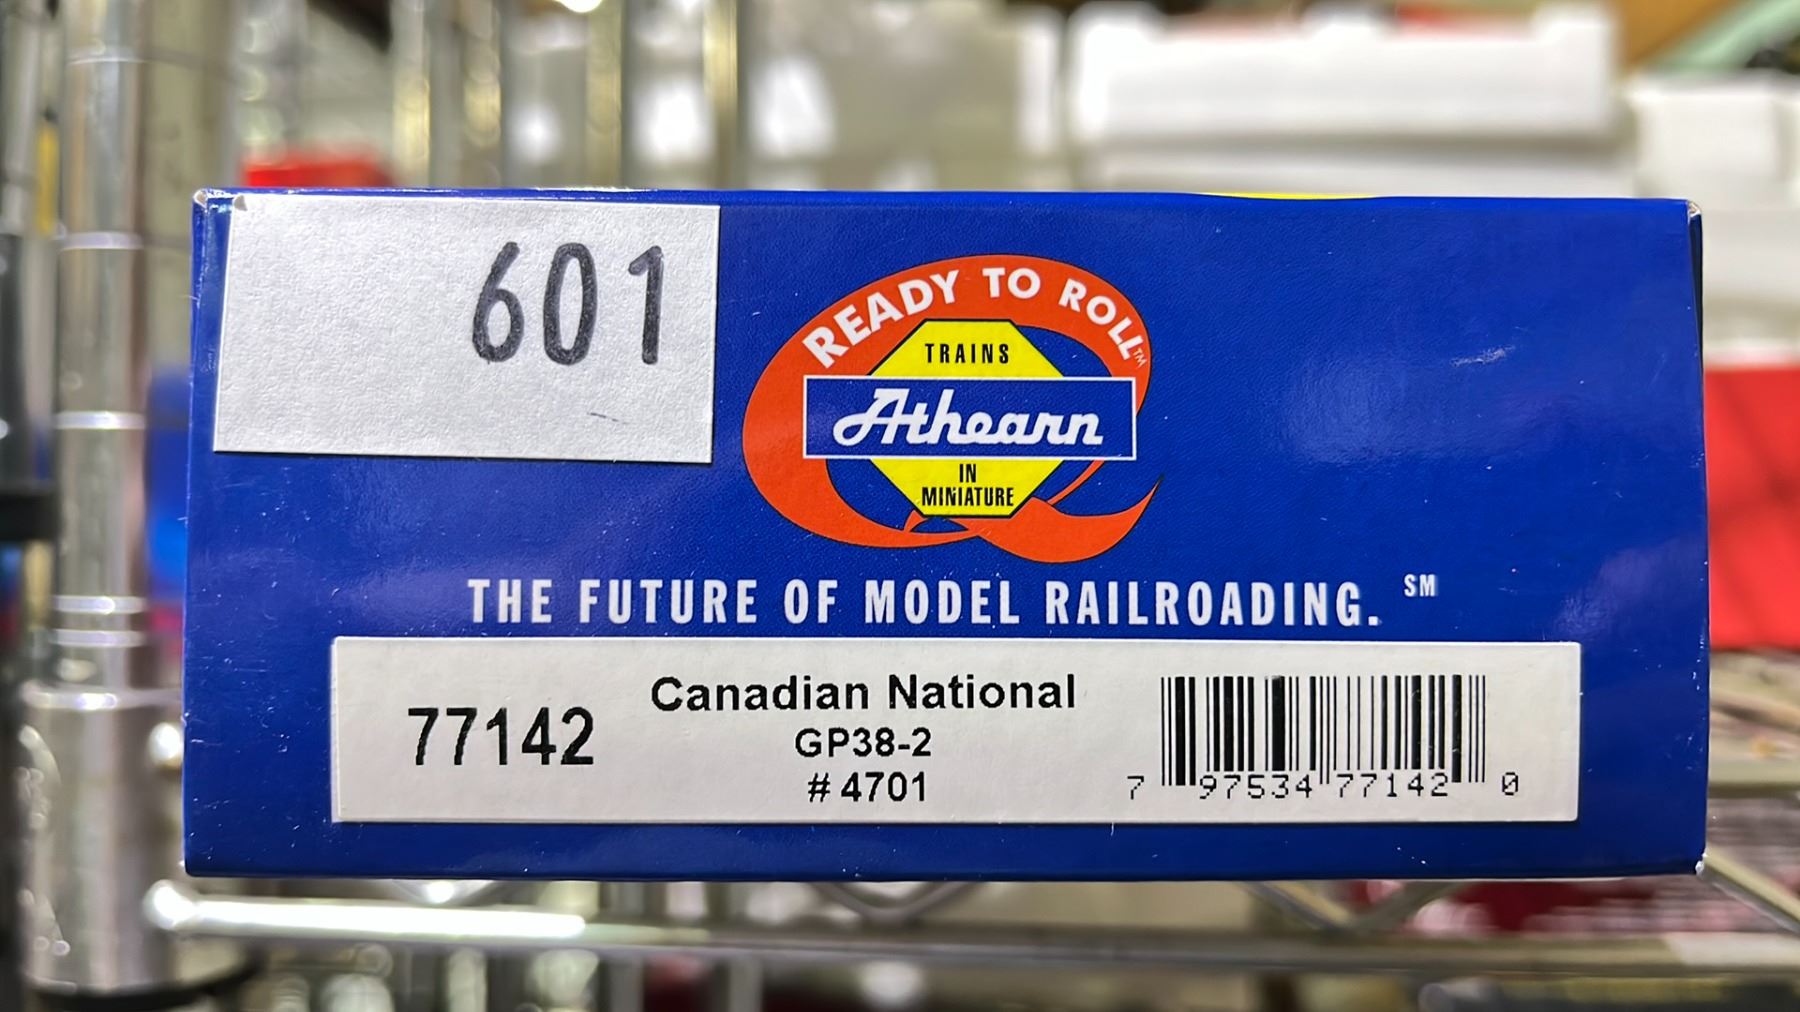 601
READY TO ROLL™
TRAINS
Athearn
IN
MINIATURE
THE FUTURE OF MODEL RAILROADING. SM
77142
Canadian National
GP38-2
# 4701
7 97534 77142 0